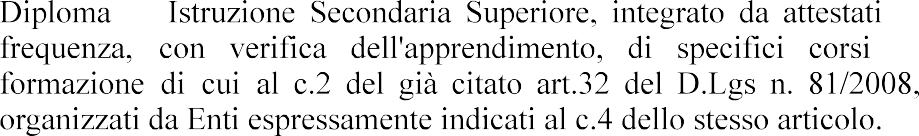 Diploma Istruzione Secondaria Superiore, integrato da attestati
frequenza, con verifica dell'apprendimento, di specifici corsi
formazione di cui al c.2 del già citato art.32 del D.Lgs n. 81/2008,
organizzati da Enti espressamente indicati al c.4 dello stesso articolo.